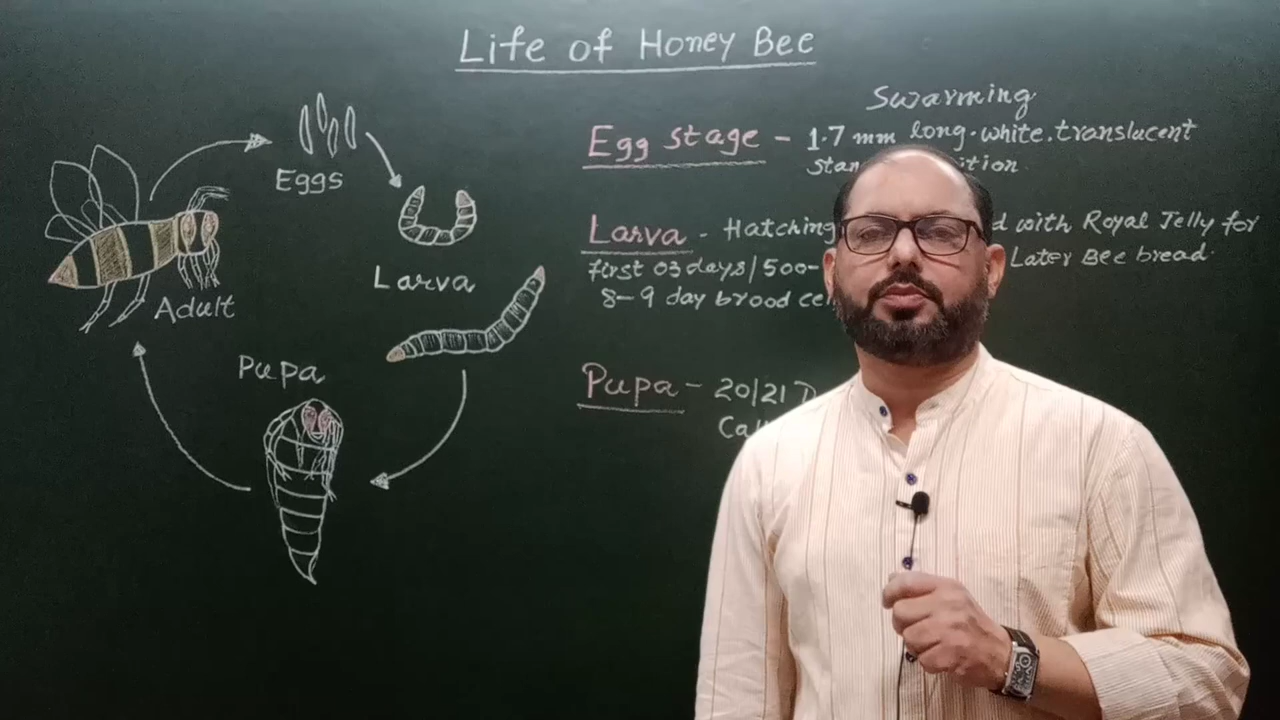 Life of Honey Bee
Swarming
Egg stage - 1.7 mm long.white.translucent
Eggs
Larva - Hatching with Royal Jelly for
first 03 days/500- Later Bee bread.
8-9 day brood
Larva
Adult
Pupa
Pupa - 20/21